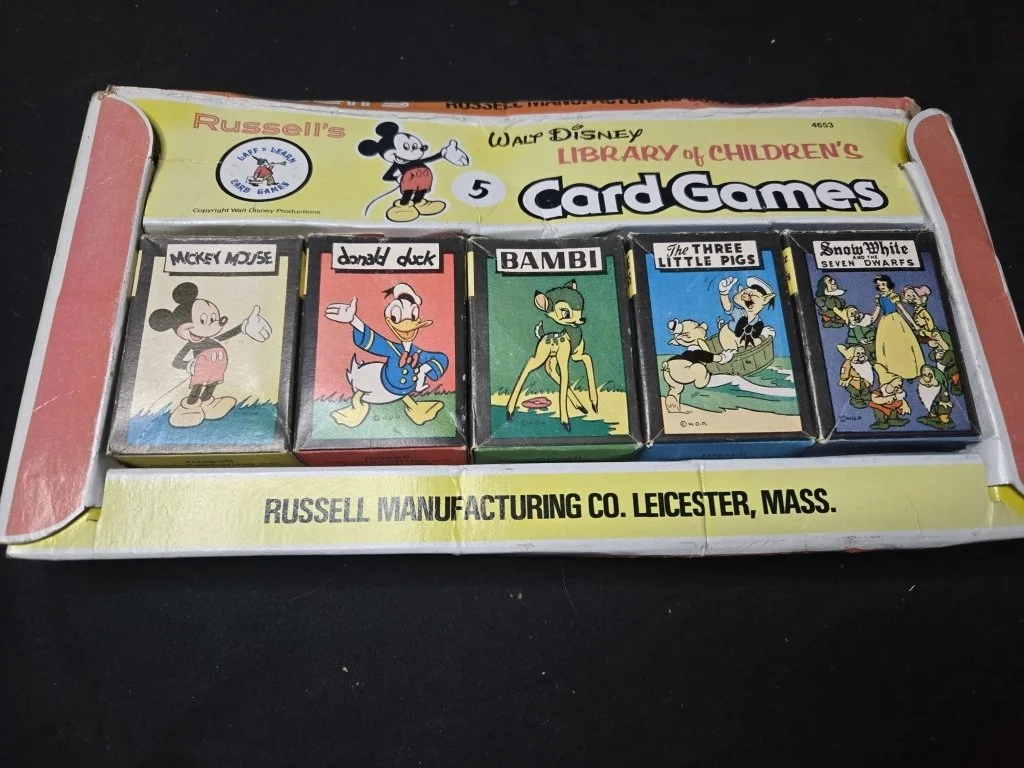 RUSSELL MANUFACTURING
Russell's
LAFF N LEARN
CARD GAMES
Copyright Walt Disney Productions
5
WALT DISNEY
LIBRARY of CHILDREN'S
Card Games
4653
MICKEY MOUSE
donald duck
BAMBI
The THREE
LITTLE PIGS
© W.D.P.
Snow White
AND THE
SEVEN DWARFS
RUSSELL MANUFACTURING CO. LEICESTER, MASS.